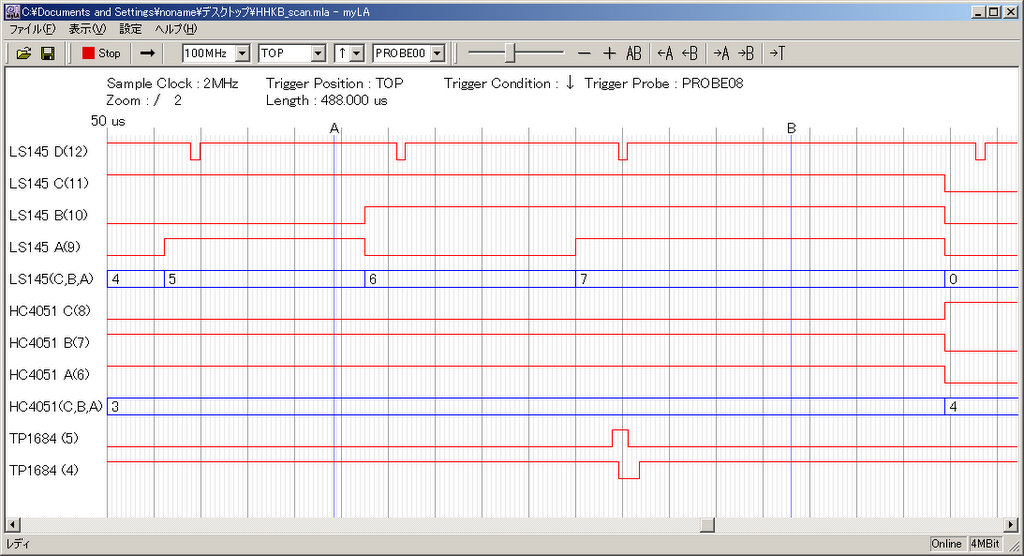 C:¥Documents and Settings¥noname¥デスクトップ¥HHKB_scan.mla - myLA
ファイル(F) 表示(V) 設定 ヘルプ(H)
Stop 100MHz TOP ↑ PROBE00 − + AB ←A ←B →A →B →T
Sample Clock : 2MHz Trigger Position : TOP Trigger Condition : ↓ Trigger Probe : PROBE08
Zoom : / 2 Length : 488.000 us
50 us A B
LS145 D(12)
LS145 C(11)
LS145 B(10)
LS145 A(9)
LS145(C,B,A) 4 5 6 7 0
HC4051 C(8)
HC4051 B(7)
HC4051 A(6)
HC4051(C,B,A) 3 4
TP1684 (5)
TP1684 (4)
レディ Online 4MBit